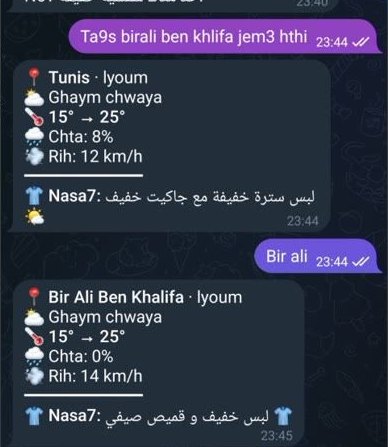 23:40
Ta9s birali ben khlifa jem3 hthi 23:44
📍 Tunis · lyoum
🌤️ Ghaym chwaya
🌡️ 15° → 25°
🌧️ Chta: 8%
💨 Rih: 12 km/h
👕 Nasa7: لبس سترة خفيفة مع جاكيت خفيف
🌤️
23:44
Bir ali 23:44
📍 Bir Ali Ben Khalifa · lyoum
🌤️ Ghaym chwaya
🌡️ 15° → 25°
🌧️ Chta: 0%
💨 Rih: 14 km/h
👕 Nasa7: لبس خفيف و قميص صيفي 👕
23:45